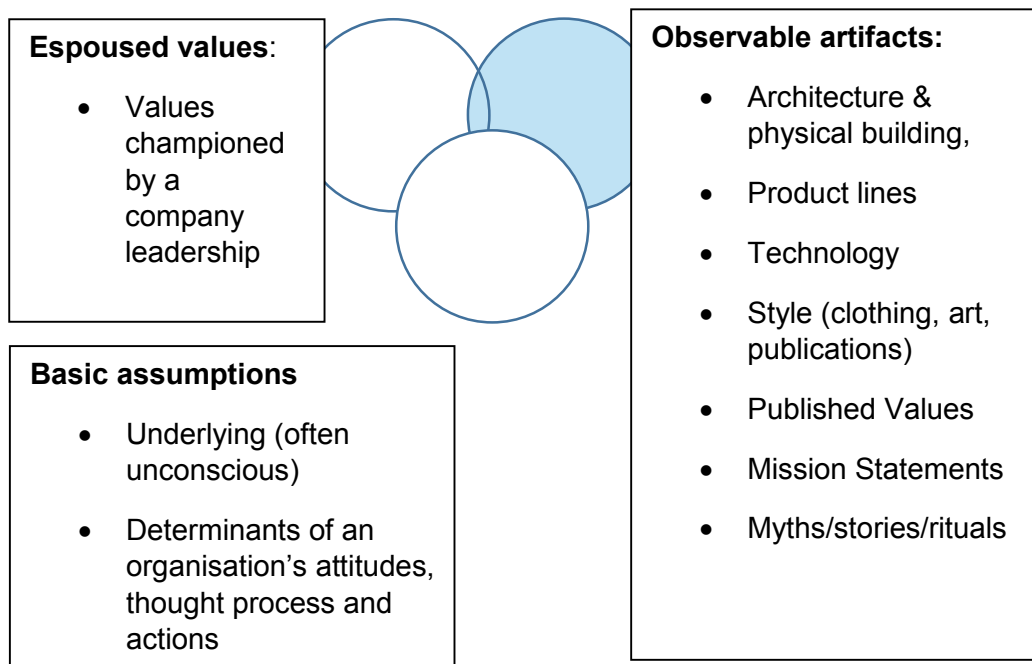 Espoused values:
• Values
championed
by a
company
leadership
Basic assumptions
• Underlying (often
unconscious)
• Determinants of an
organisation’s attitudes,
thought process and
actions
Observable artifacts:
• Architecture &
physical building,
• Product lines
• Technology
• Style (clothing, art,
publications)
• Published Values
• Mission Statements
• Myths/stories/rituals